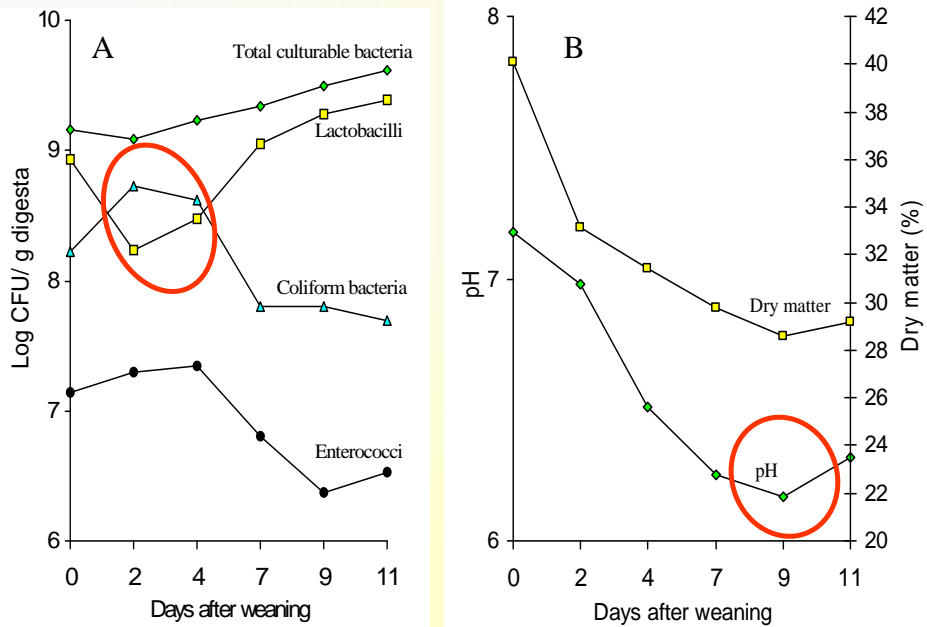 A
Total culturable bacteria
Lactobacilli
Coliform bacteria
Enterococci
Log CFU/ g digesta
10
9
8
7
6
0 2 4 7 9 11
Days after weaning
B
Dry matter
pH
pH
8
7
6
Dry matter (%)
42
40
38
36
34
33
32
30
28
26
24
22
20
0 2 4 7 9 11
Days after weaning